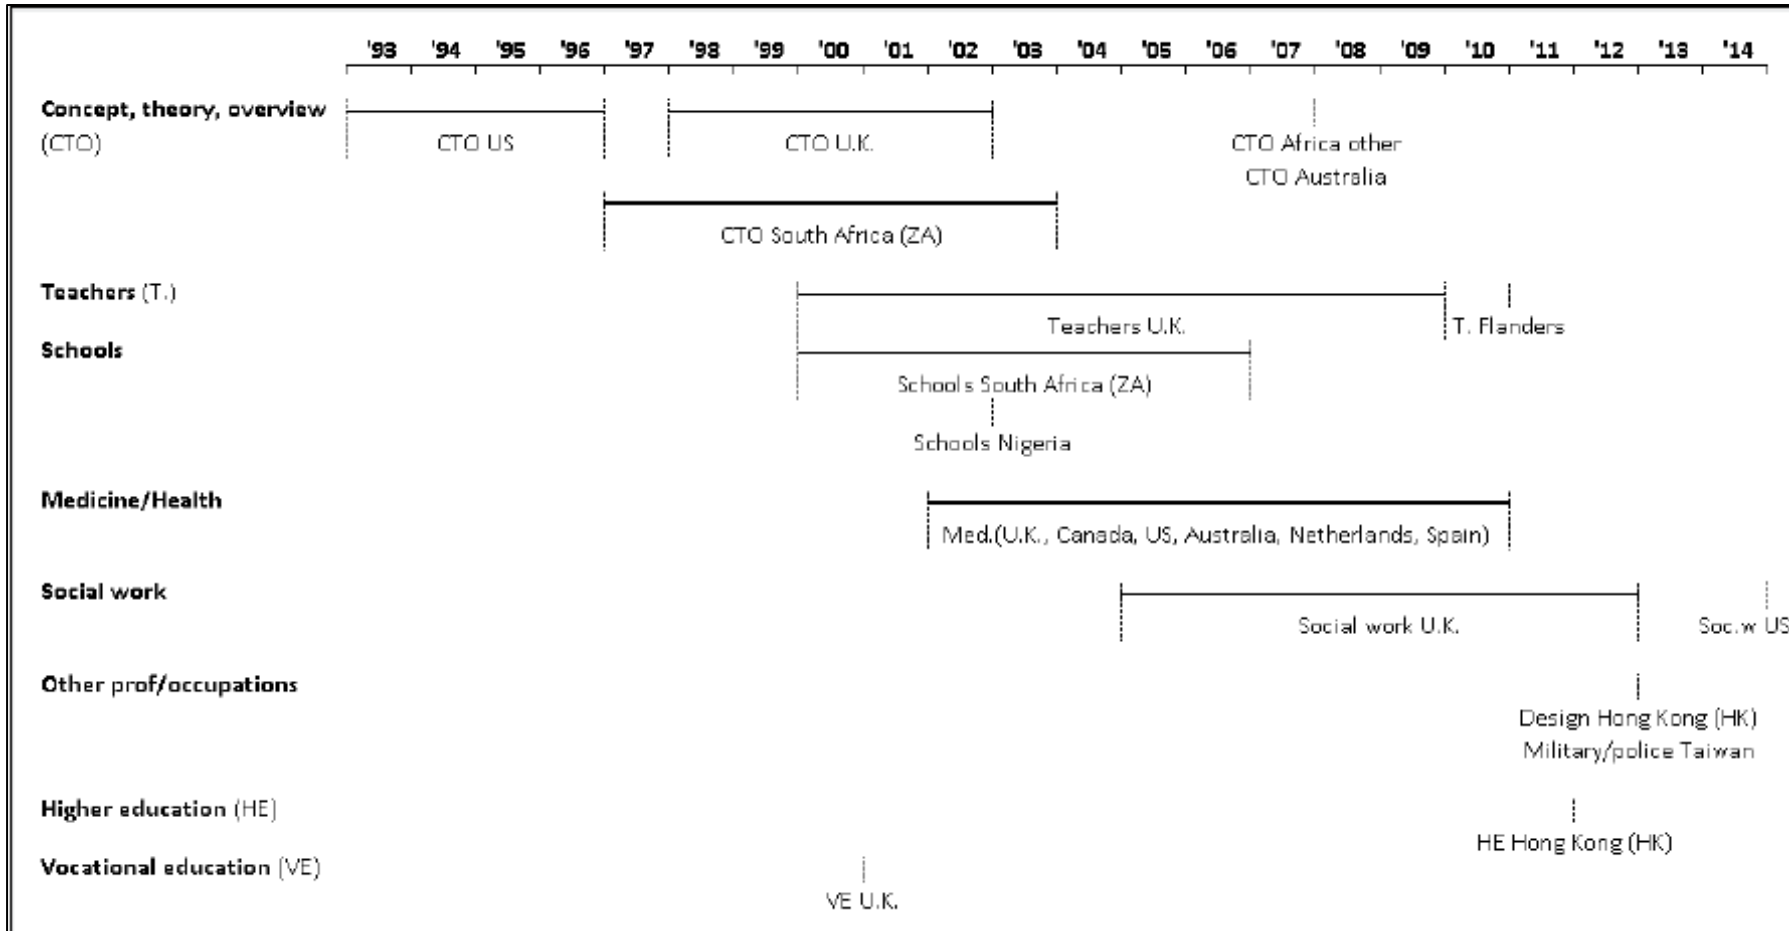 '93 '94 '95 '96 '97 '98 '99 '00 '01 '02 '03 '04 '05 '06 '07 '08 '09 '10 '11 '12 '13 '14
Concept, theory, overview
(CTO)
CTO US
CTO U.K.
CTO Africa other
CTO Australia
CTO South Africa (ZA)
Teachers (T.)
Teachers U.K.
T. Flanders
Schools
Schools South Africa (ZA)
Schools Nigeria
Medicine/Health
Med.(U.K., Canada, US, Australia, Netherlands, Spain)
Social work
Social work U.K.
Soc.w US
Other prof/occupations
Design Hong Kong (HK)
Military/police Taiwan
Higher education (HE)
HE Hong Kong (HK)
Vocational education (VE)
VE U.K.